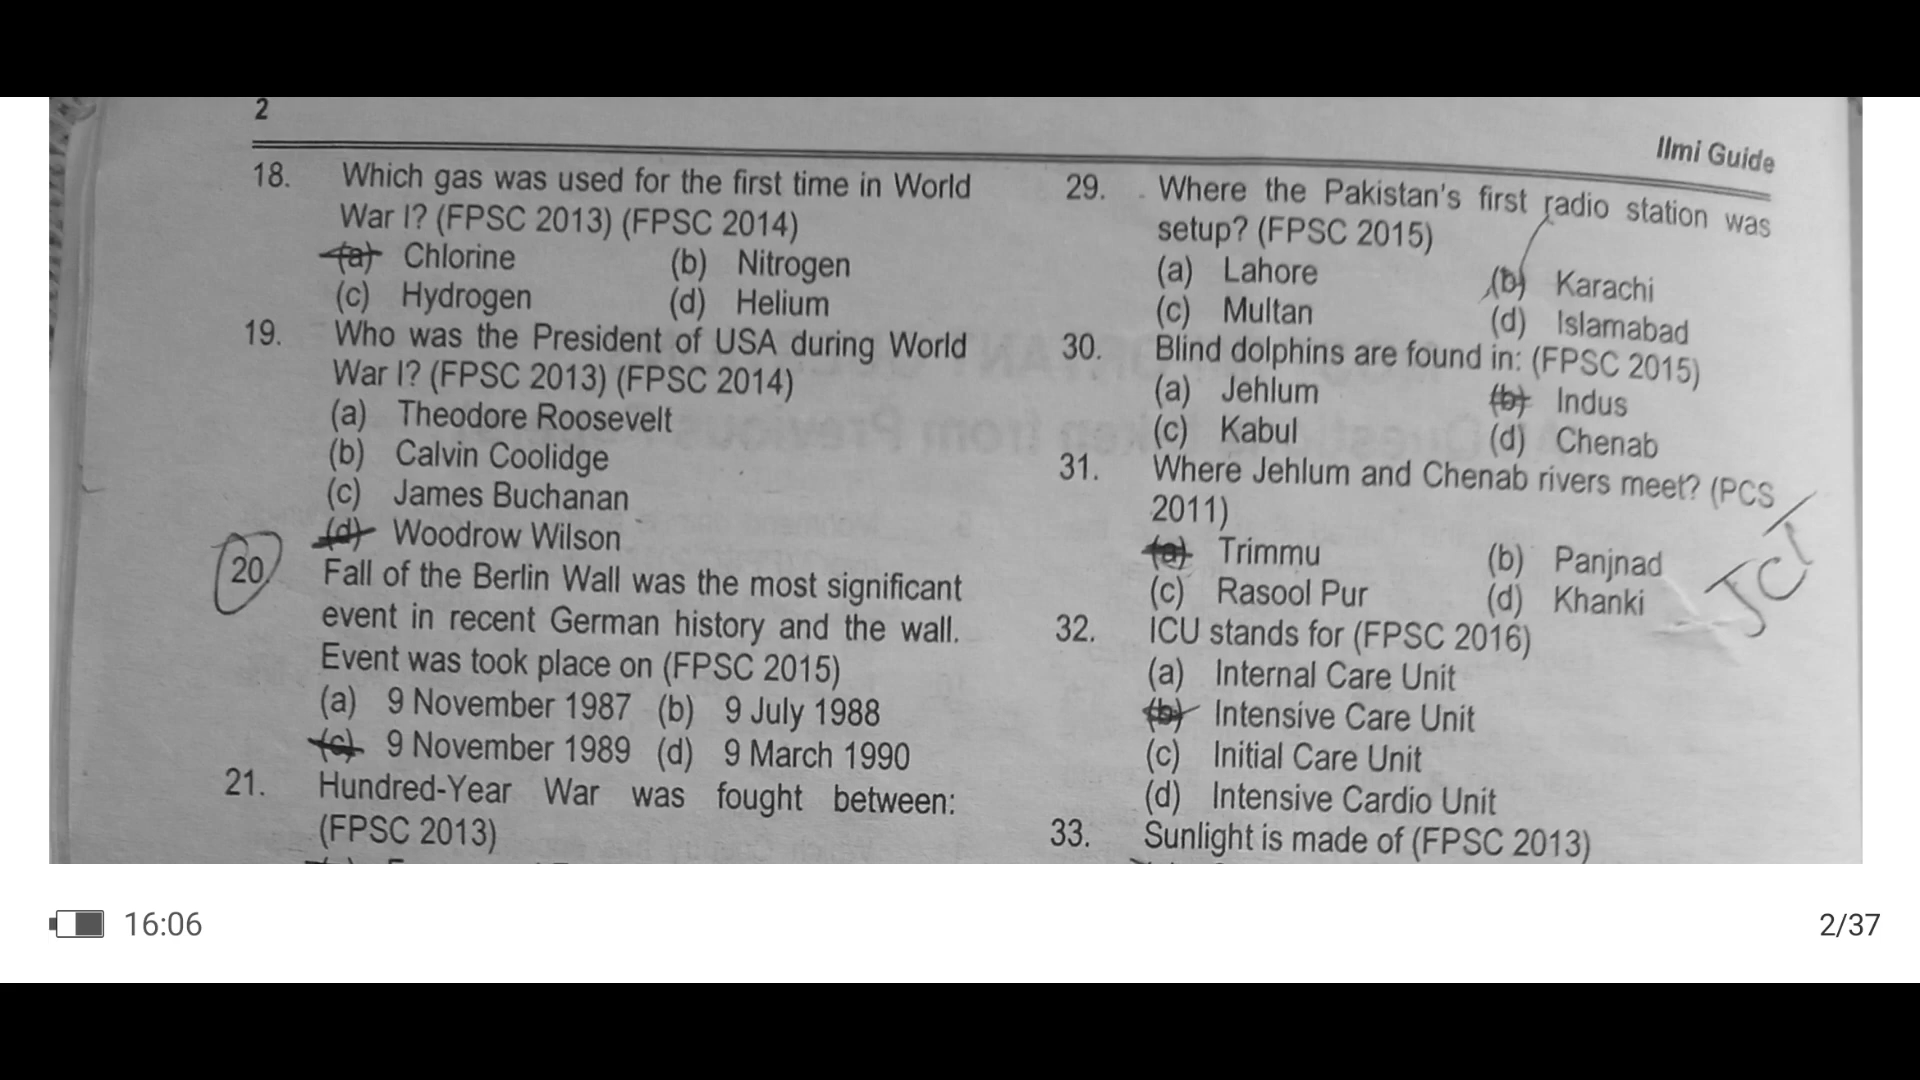 2
Ilmi Guide
18. Which gas was used for the first time in World
War I? (FPSC 2013) (FPSC 2014)
(a) Chlorine (b) Nitrogen
(c) Hydrogen (d) Helium
19. Who was the President of USA during World
War I? (FPSC 2013) (FPSC 2014)
(a) Theodore Roosevelt
(b) Calvin Coolidge
(c) James Buchanan
(d) Woodrow Wilson
20. Fall of the Berlin Wall was the most significant
event in recent German history and the wall.
Event was took place on (FPSC 2015)
(a) 9 November 1987 (b) 9 July 1988
(c) 9 November 1989 (d) 9 March 1990
21. Hundred-Year War was fought between:
(FPSC 2013)
29. Where the Pakistan's first radio station was
setup? (FPSC 2015)
(a) Lahore (b) Karachi
(c) Multan (d) Islamabad
30. Blind dolphins are found in: (FPSC 2015)
(a) Jehlum (b) Indus
(c) Kabul (d) Chenab
31. Where Jehlum and Chenab rivers meet? (PCS
2011)
(a) Trimmu (b) Panjnad
(c) Rasool Pur (d) Khanki
32. ICU stands for (FPSC 2016)
(a) Internal Care Unit
(b) Intensive Care Unit
(c) Initial Care Unit
(d) Intensive Cardio Unit
33. Sunlight is made of (FPSC 2013)
16:06
2/37